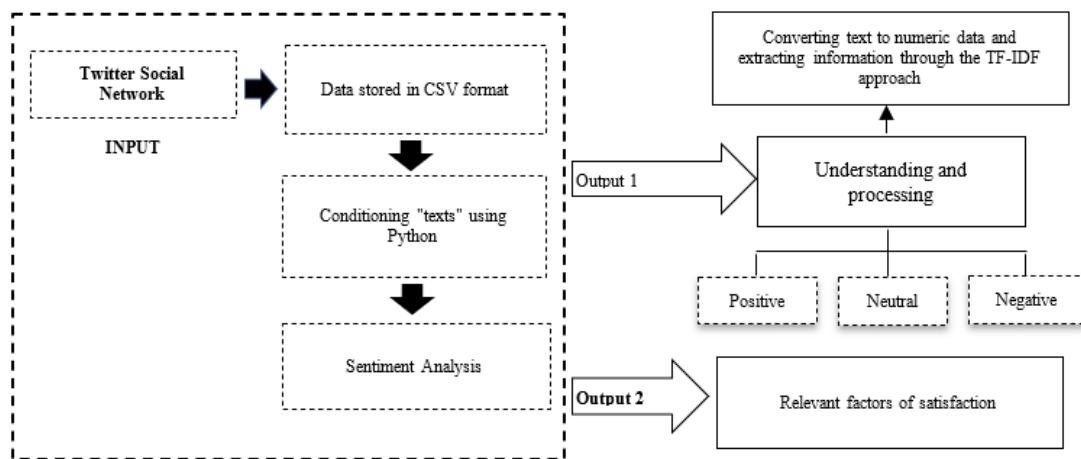 Twitter Social
Network
INPUT
Data stored in CSV format
Conditioning "texts" using
Python
Sentiment Analysis
Output 1
Output 2
Converting text to numeric data and
extracting information through the TF-IDF
approach
Understanding and
processing
Positive
Neutral
Negative
Relevant factors of satisfaction